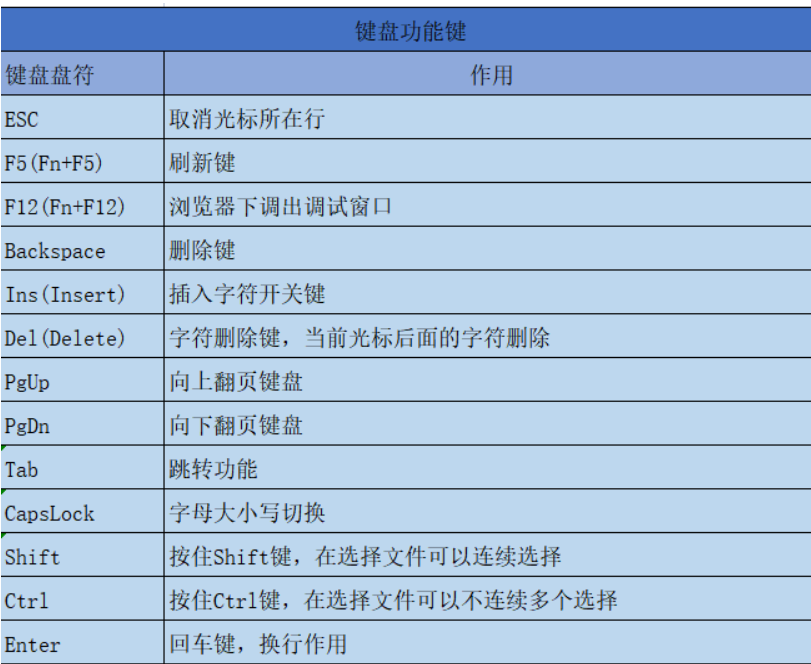 键盘功能键
键盘盘符 作用
ESC 取消光标所在行
F5(Fn+F5) 刷新键
F12(Fn+F12) 浏览器下调出调试窗口
Backspace 删除键
Ins(Insert) 插入字符开关键
Del(Delete) 字符删除键，当前光标后面的字符删除
PgUp 向上翻页键盘
PgDn 向下翻页键盘
Tab 跳转功能
CapsLock 字母大小写切换
Shift 按住Shift键，在选择文件可以连续选择
Ctrl 按住Ctrl键，在选择文件可以不连续多个选择
Enter 回车键，换行作用